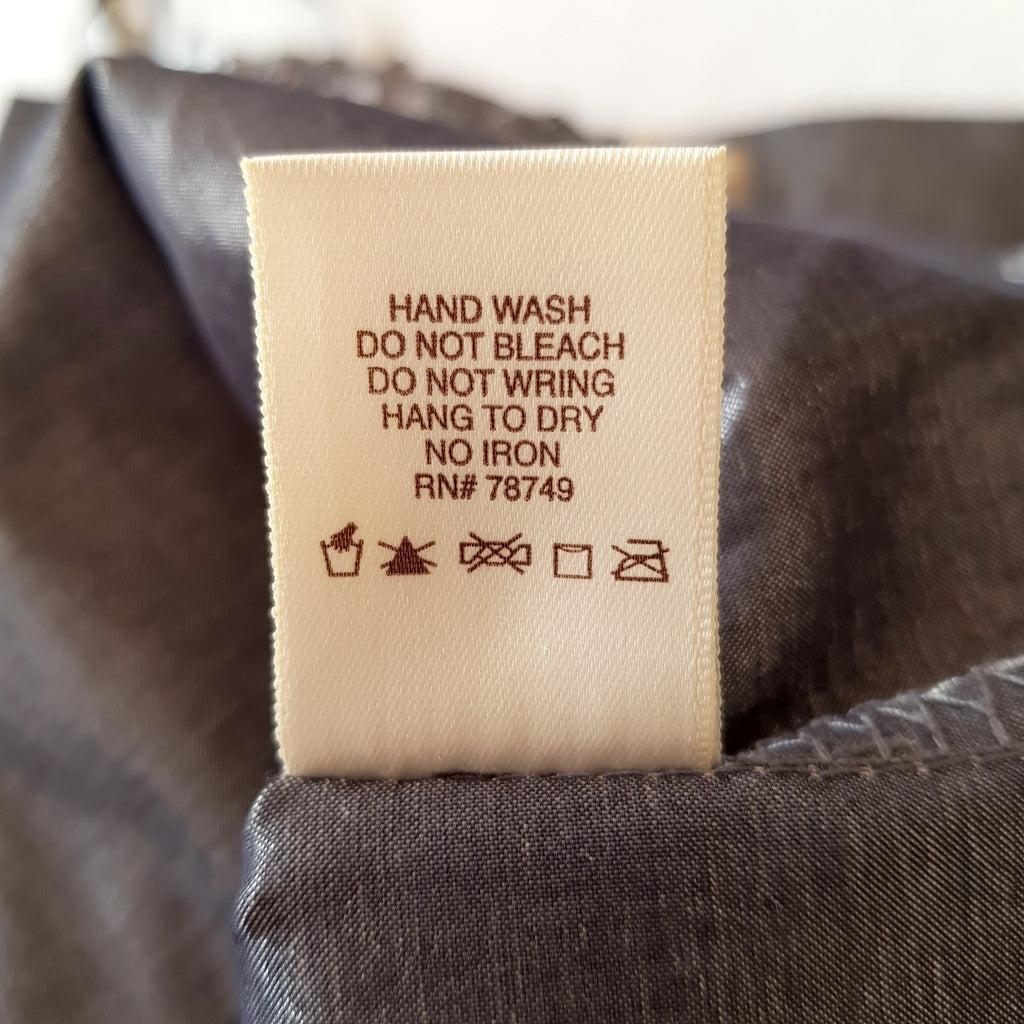 HAND WASH
DO NOT BLEACH
DO NOT WRING
HANG TO DRY
NO IRON
RN# 78749